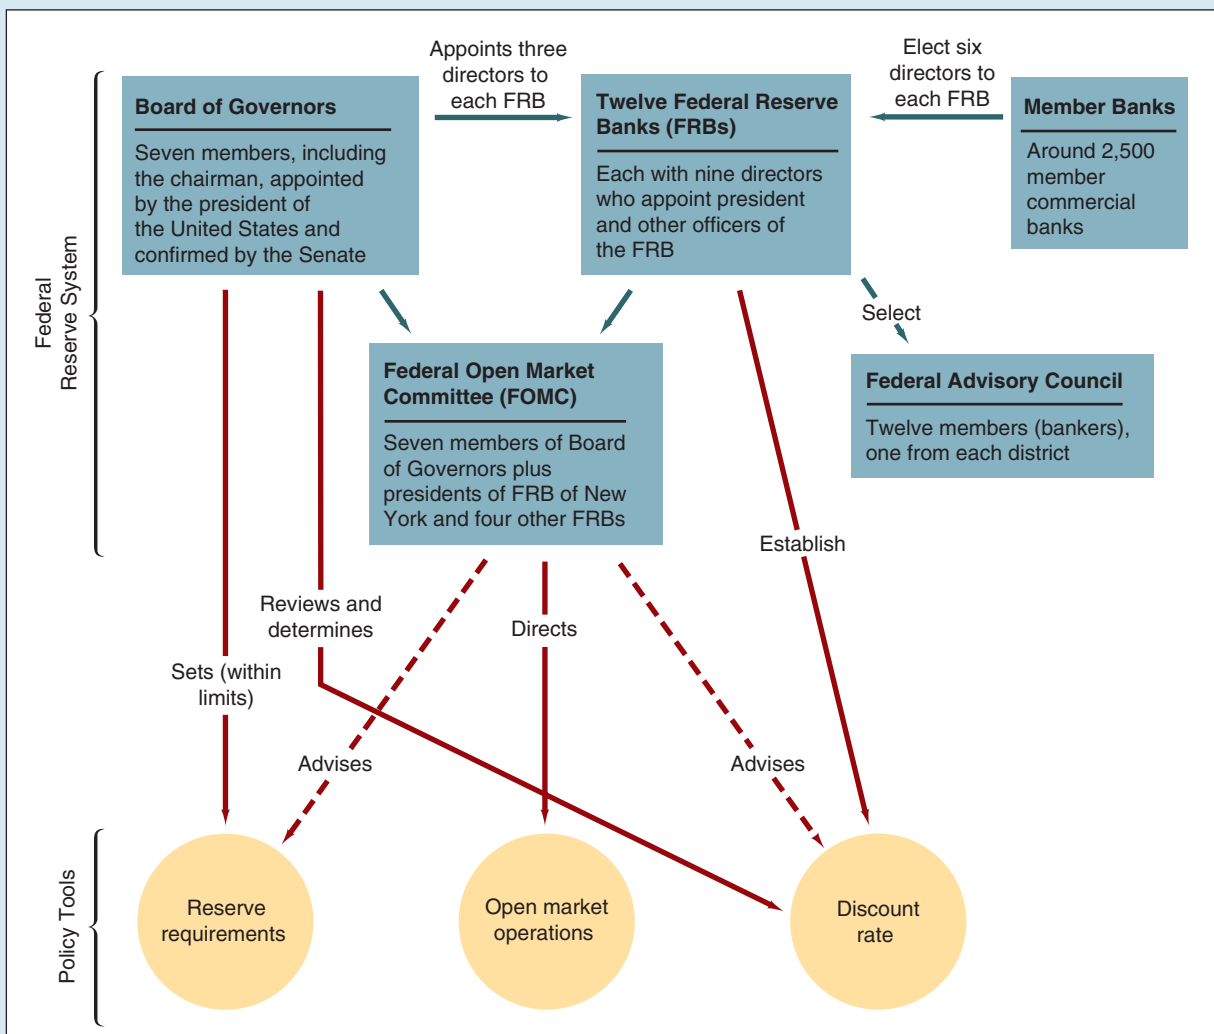 Appoints three
directors to
each FRB
Elect six
directors to
each FRB
Board of Governors
Seven members, including
the chairman, appointed
by the president of
the United States and
confirmed by the Senate
Twelve Federal Reserve
Banks (FRBs)
Each with nine directors
who appoint president
and other officers of
the FRB
Member Banks
Around 2,500
member
commercial
banks
Federal
Reserve System
Select
Federal Open Market
Committee (FOMC)
Seven members of Board
of Governors plus
presidents of FRB of New
York and four other FRBs
Federal Advisory Council
Twelve members (bankers),
one from each district
Establish
Reviews and
determines
Directs
Sets (within
limits)
Advises
Advises
Policy Tools
Reserve
requirements
Open market
operations
Discount
rate